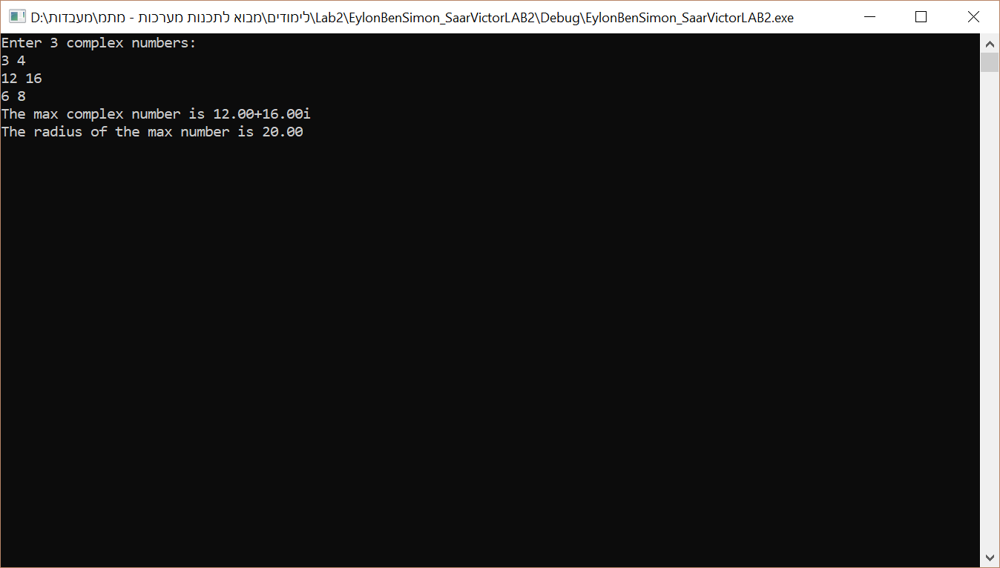 D:\לימודים\מבוא לתכנות מערכות - מתמ\מעבדות\Lab2\EylonBenSimon_SaarVictorLAB2\Debug\EylonBenSimon_SaarVictorLAB2.exe
Enter 3 complex numbers:
3 4
12 16
6 8
The max complex number is 12.00+16.00i
The radius of the max number is 20.00